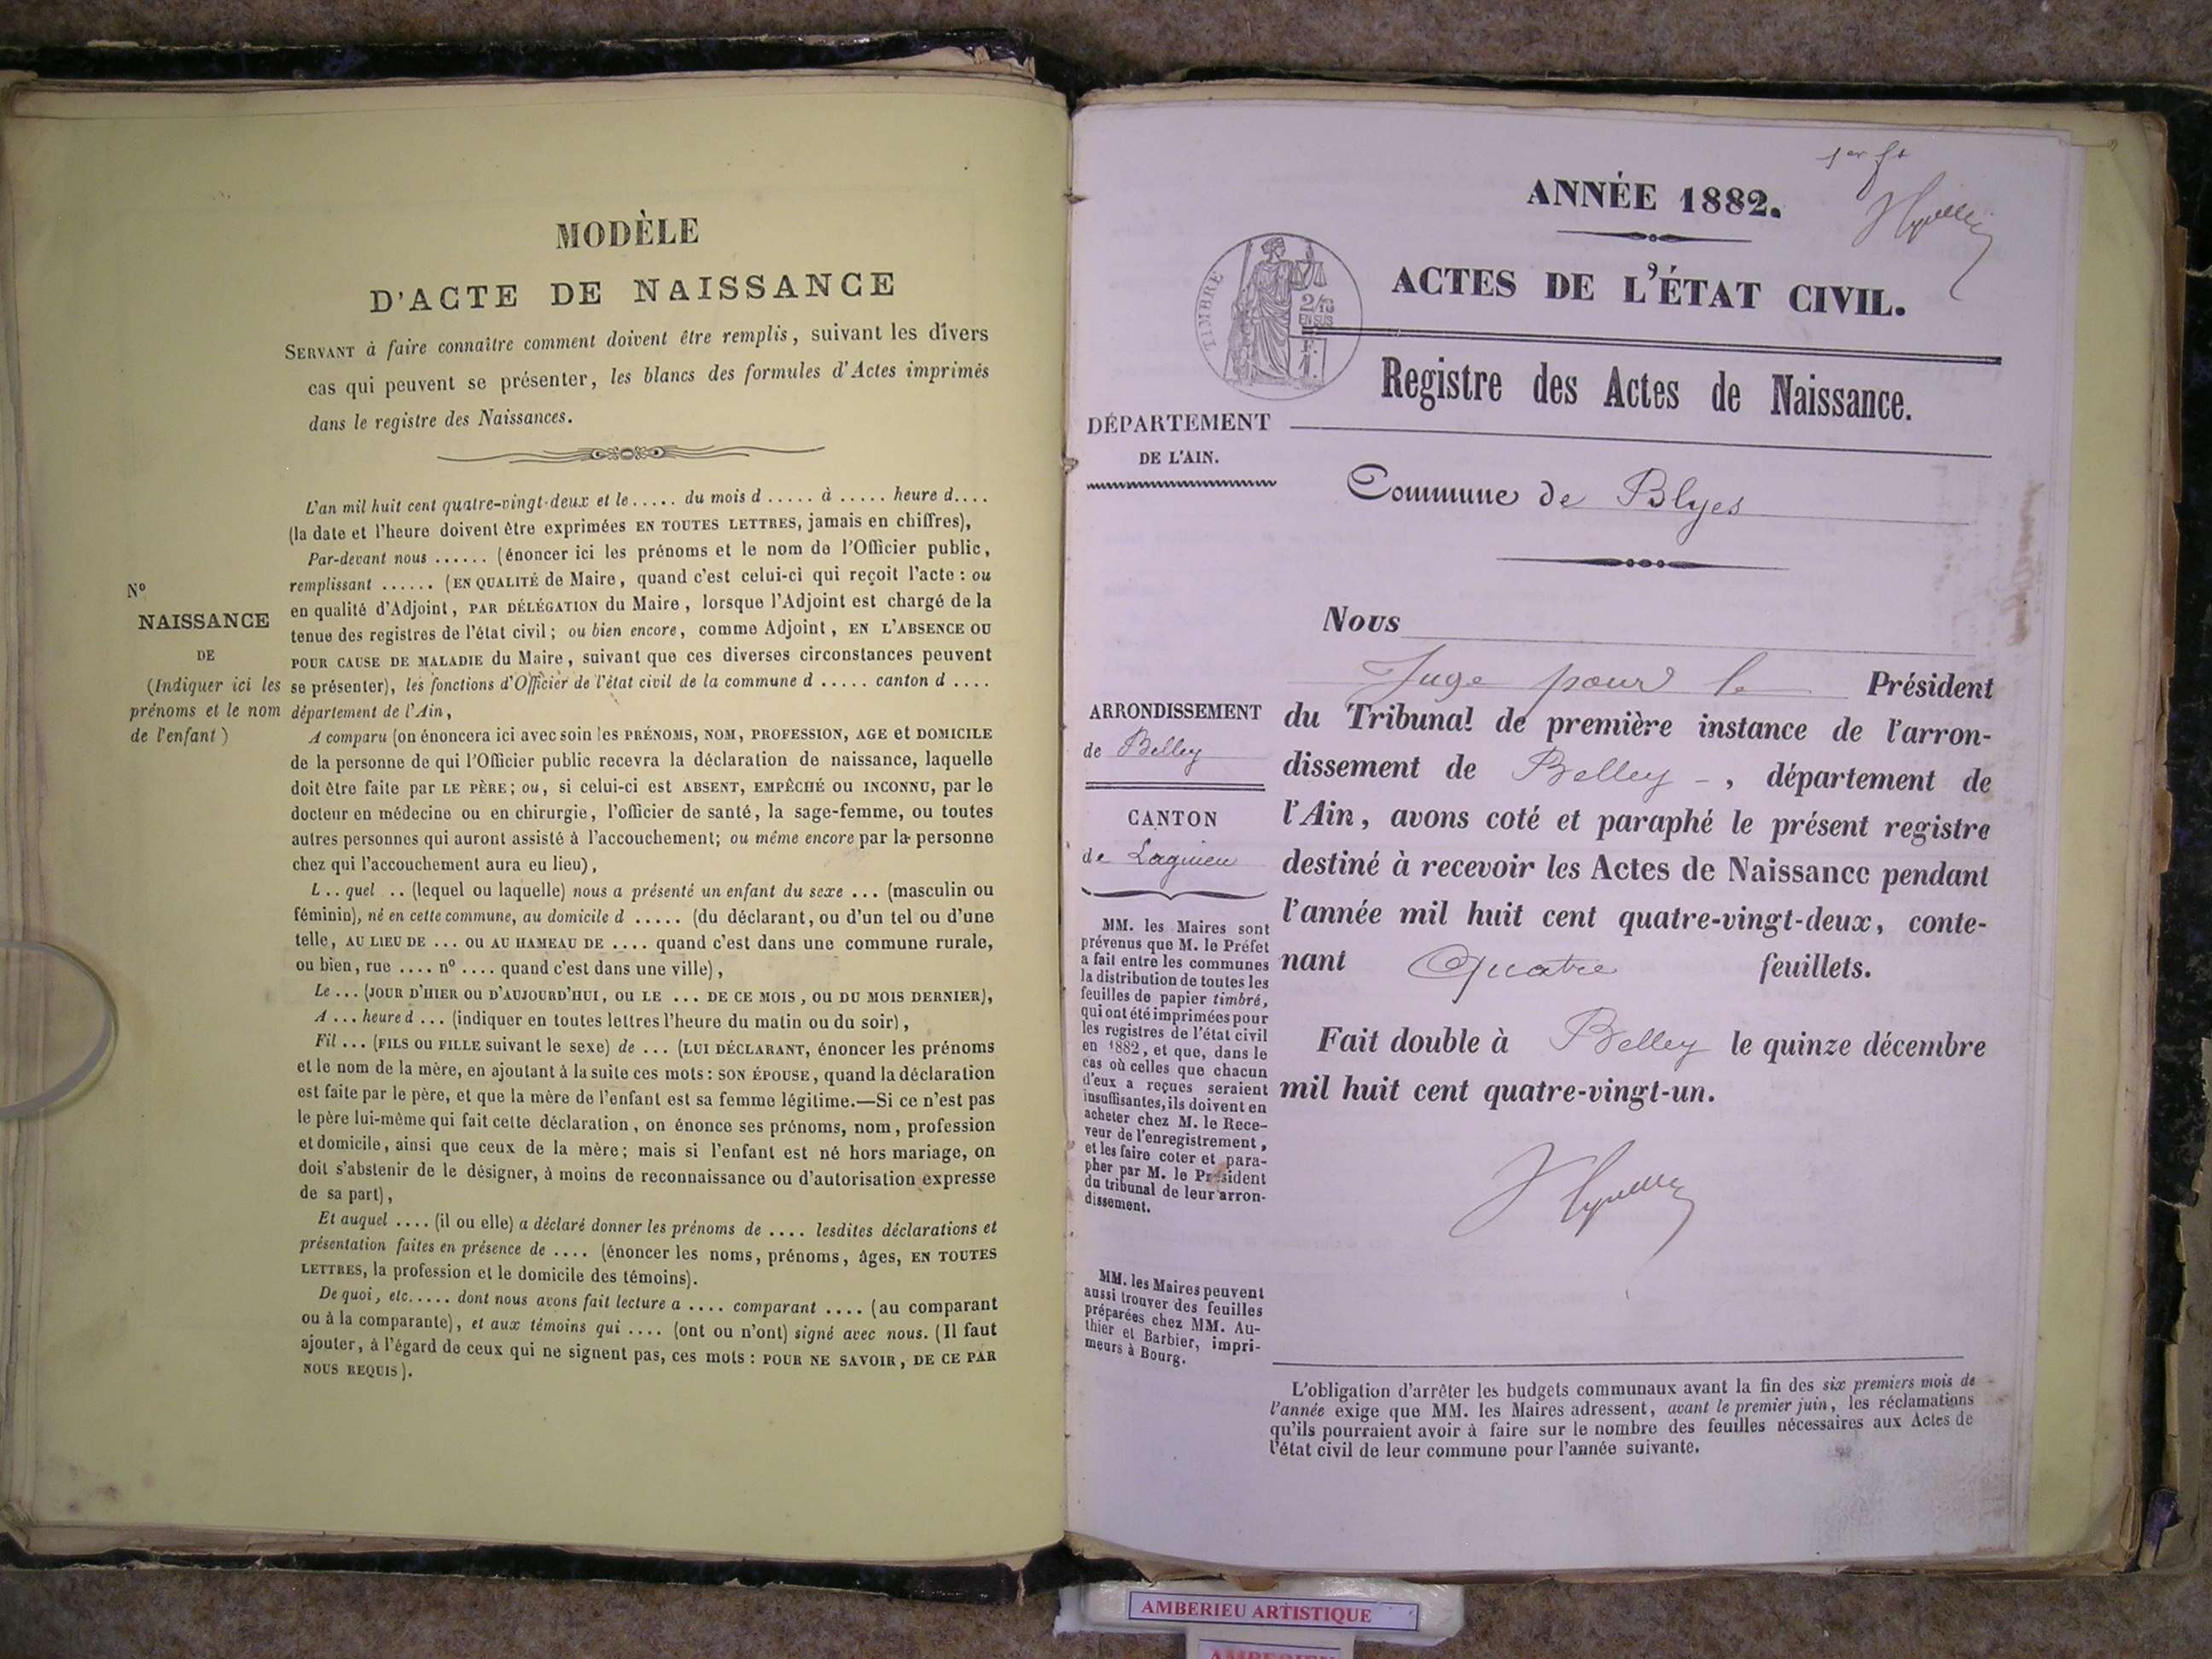 MODÈLE
D'ACTE DE NAISSANCE
SERVANT à faire connaître comment doivent être remplis, suivant les divers
cas qui peuvent se présenter, les blancs des formules d'Actes imprimés
dans le registre des Naissances.
L'an mil huit cent quatre-vingt-deux et le ..... du mois d ..... à ..... heure d....
(la date et l'heure doivent être exprimées EN TOUTES LETTRES, jamais en chiffres),
Par-devant nous ...... (énoncer ici les prénoms et le nom de l'Officier public,
remplissant ...... (EN QUALITÉ de Maire, quand c'est celui-ci qui reçoit l'acte : ou
en qualité d'Adjoint, PAR DÉLÉGATION du Maire, lorsque l'Adjoint est chargé de la
tenue des registres de l'état civil; ou bien encore, comme Adjoint, EN L'ABSENCE OU
POUR CAUSE DE MALADIE du Maire, suivant que ces diverses circonstances peuvent
se présenter), les fonctions d'Officier de l'état civil de la commune d ..... canton d ....
département de l'Ain,
A comparu (on énoncera ici avec soin les PRÉNOMS, NOM, PROFESSION, AGE et DOMICILE
de la personne de qui l'Officier public recevra la déclaration de naissance, laquelle
doit être faite par LE PÈRE; ou, si celui-ci est ABSENT, EMPÊCHÉ OU INCONNU, par le
docteur en médecine ou en chirurgie, l'officier de santé, la sage-femme, ou toutes
autres personnes qui auront assisté à l'accouchement; ou même encore par la personne
chez qui l'accouchement aura eu lieu),
L .. quel .. (lequel ou laquelle) nous a présenté un enfant du sexe ... (masculin ou
féminin), né en cette commune, au domicile d ..... (du déclarant, ou d'un tel ou d'une
telle, AU LIEU DE ... OU AU HAMEAU DE .... quand c'est dans une commune rurale,
ou bien, rue .... nº .... quand c'est dans une ville),
Le ... (JOUR D'HIER OU D'AUJOURD'HUI, OU LE ... DE CE MOIS, OU DU MOIS DERNIER),
A ... heure d ... (indiquer en toutes lettres l'heure du matin ou du soir),
Fil ... (FILS OU FILLE suivant le sexe) de ... (LUI DÉCLARANT, énoncer les prénoms
et le nom de la mère, en ajoutant à la suite ces mots : SON ÉPOUSE, quand la déclaration
est faite par le père, et que la mère de l'enfant est sa femme légitime.—Si ce n'est pas
le père lui-même qui fait cette déclaration, on énonce ses prénoms, nom, profession
et domicile, ainsi que ceux de la mère; mais si l'enfant est né hors mariage, on
doit s'abstenir de le désigner, à moins de reconnaissance ou d'autorisation expresse
de sa part),
Et auquel .... (il ou elle) a déclaré donner les prénoms de .... lesdites déclarations et
présentation faites en présence de .... (énoncer les noms, prénoms, âges, EN TOUTES
LETTRES, la profession et le domicile des témoins).
De quoi, etc..... dont nous avons fait lecture a .... comparant .... (au comparant
ou à la comparante), et aux témoins qui .... (ont ou n'ont) signé avec nous. (Il faut
ajouter, à l'égard de ceux qui ne signent pas, ces mots : POUR NE SAVOIR, DE CE PAR
NOUS REQUIS).
Nº
NAISSANCE
DE
(Indiquer ici les
prénoms et le nom
de l'enfant)
1er ft
ANNÉE 1882.
ACTES DE L'ÉTAT CIVIL.
TIMBRE
2/10
EN SUS
F.
1.
Registre des Actes de Naissance.
DÉPARTEMENT
DE L'AIN.
Commune de Blyes
Nous
Juge pour le Président
du Tribunal de première instance de l'arron-
dissement de Belley -, département de
l'Ain, avons coté et paraphé le présent registre
destiné à recevoir les Actes de Naissance pendant
l'année mil huit cent quatre-vingt-deux, conte-
nant Quatre feuillets.
Fait double à Belley le quinze décembre
mil huit cent quatre-vingt-un.
ARRONDISSEMENT
de Belley
CANTON
de Lagnieu
MM. les Maires sont
prévenus que M. le Préfet
a fait entre les communes
la distribution de toutes les
feuilles de papier timbré,
qui ont été imprimées pour
les registres de l'état civil
en 1882, et que, dans le
cas où celles que chacun
d'eux a reçues seraient
insuffisantes, ils doivent en
acheter chez M. le Rece-
veur de l'enregistrement,
et les faire coter et para-
pher par M. le Président
du tribunal de leur arron-
dissement.
MM. les Maires peuvent
aussi trouver des feuilles
préparées chez MM. Au-
thier et Barbier, impri-
meurs à Bourg.
L'obligation d'arrêter les budgets communaux avant la fin des six premiers mois de
l'année exige que MM. les Maires adressent, avant le premier juin, les réclamations
qu'ils pourraient avoir à faire sur le nombre des feuilles nécessaires aux Actes de
l'état civil de leur commune pour l'année suivante.
AMBERIEU ARTISTIQUE
AMBERIEU